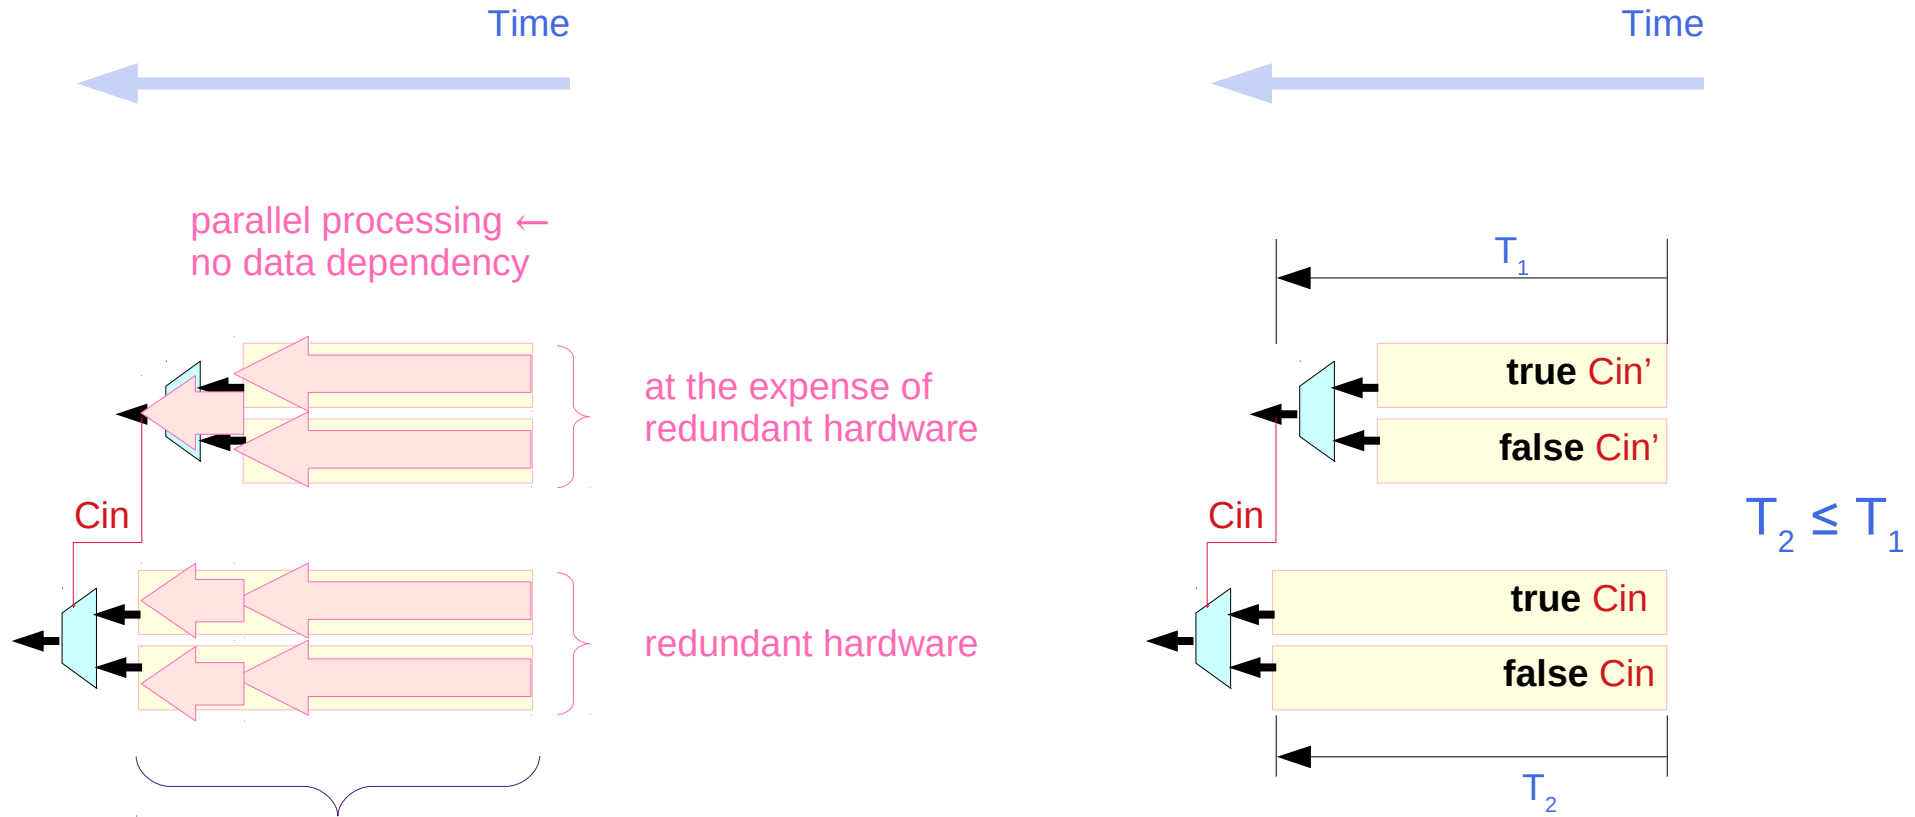 Time
parallel processing ←
no data dependency
at the expense of
redundant hardware
Cin
redundant hardware
Time
T1
true Cin’
false Cin’
Cin
T2 ≤ T1
true Cin
false Cin
T2